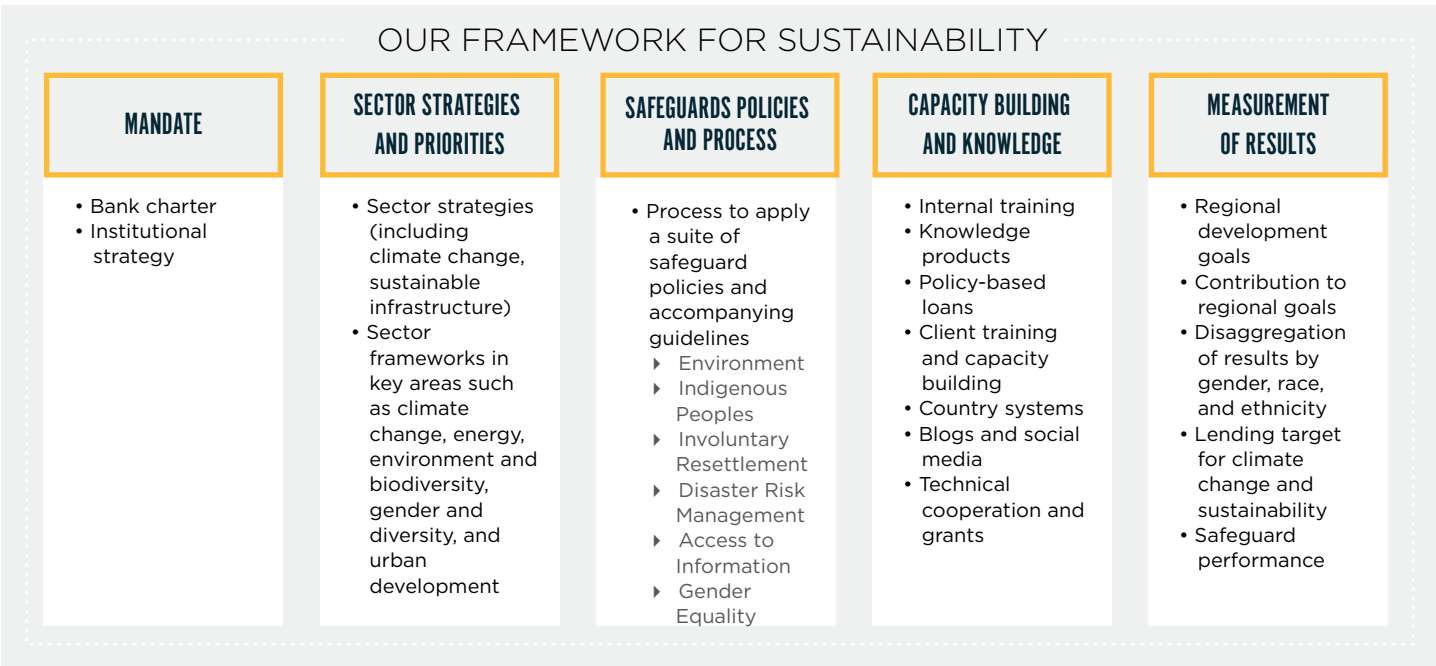 OUR FRAMEWORK FOR SUSTAINABILITY
MANDATE
• Bank charter
• Institutional
strategy
SECTOR STRATEGIES
AND PRIORITIES
• Sector strategies
(including
climate change,
sustainable
infrastructure)
• Sector
frameworks in
key areas such
as climate
change, energy,
environment and
biodiversity,
gender and
diversity, and
urban
development
SAFEGUARDS POLICIES
AND PROCESS
• Process to apply
a suite of
safeguard
policies and
accompanying
guidelines
‣ Environment
‣ Indigenous
Peoples
‣ Involuntary
Resettlement
‣ Disaster Risk
Management
‣ Access to
Information
‣ Gender
Equality
CAPACITY BUILDING
AND KNOWLEDGE
• Internal training
• Knowledge
products
• Policy-based
loans
• Client training
and capacity
building
• Country systems
• Blogs and social
media
• Technical
cooperation and
grants
MEASUREMENT
OF RESULTS
• Regional
development
goals
• Contribution to
regional goals
• Disaggregation
of results by
gender, race,
and ethnicity
• Lending target
for climate
change and
sustainability
• Safeguard
performance